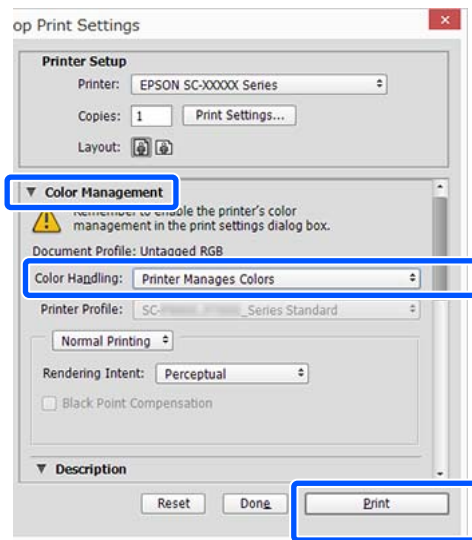 op Print Settings
Printer Setup
Printer: EPSON SC-XXXXX Series
Copies: 1 Print Settings...
Layout:
Color Management
Remember to enable the printer's color
management in the print settings dialog box.
Document Profile: Untagged RGB
Color Handling: Printer Manages Colors
Printer Profile: SC- _Series Standard
Normal Printing
Rendering Intent: Perceptual
Black Point Compensation
Description
Reset Done Print